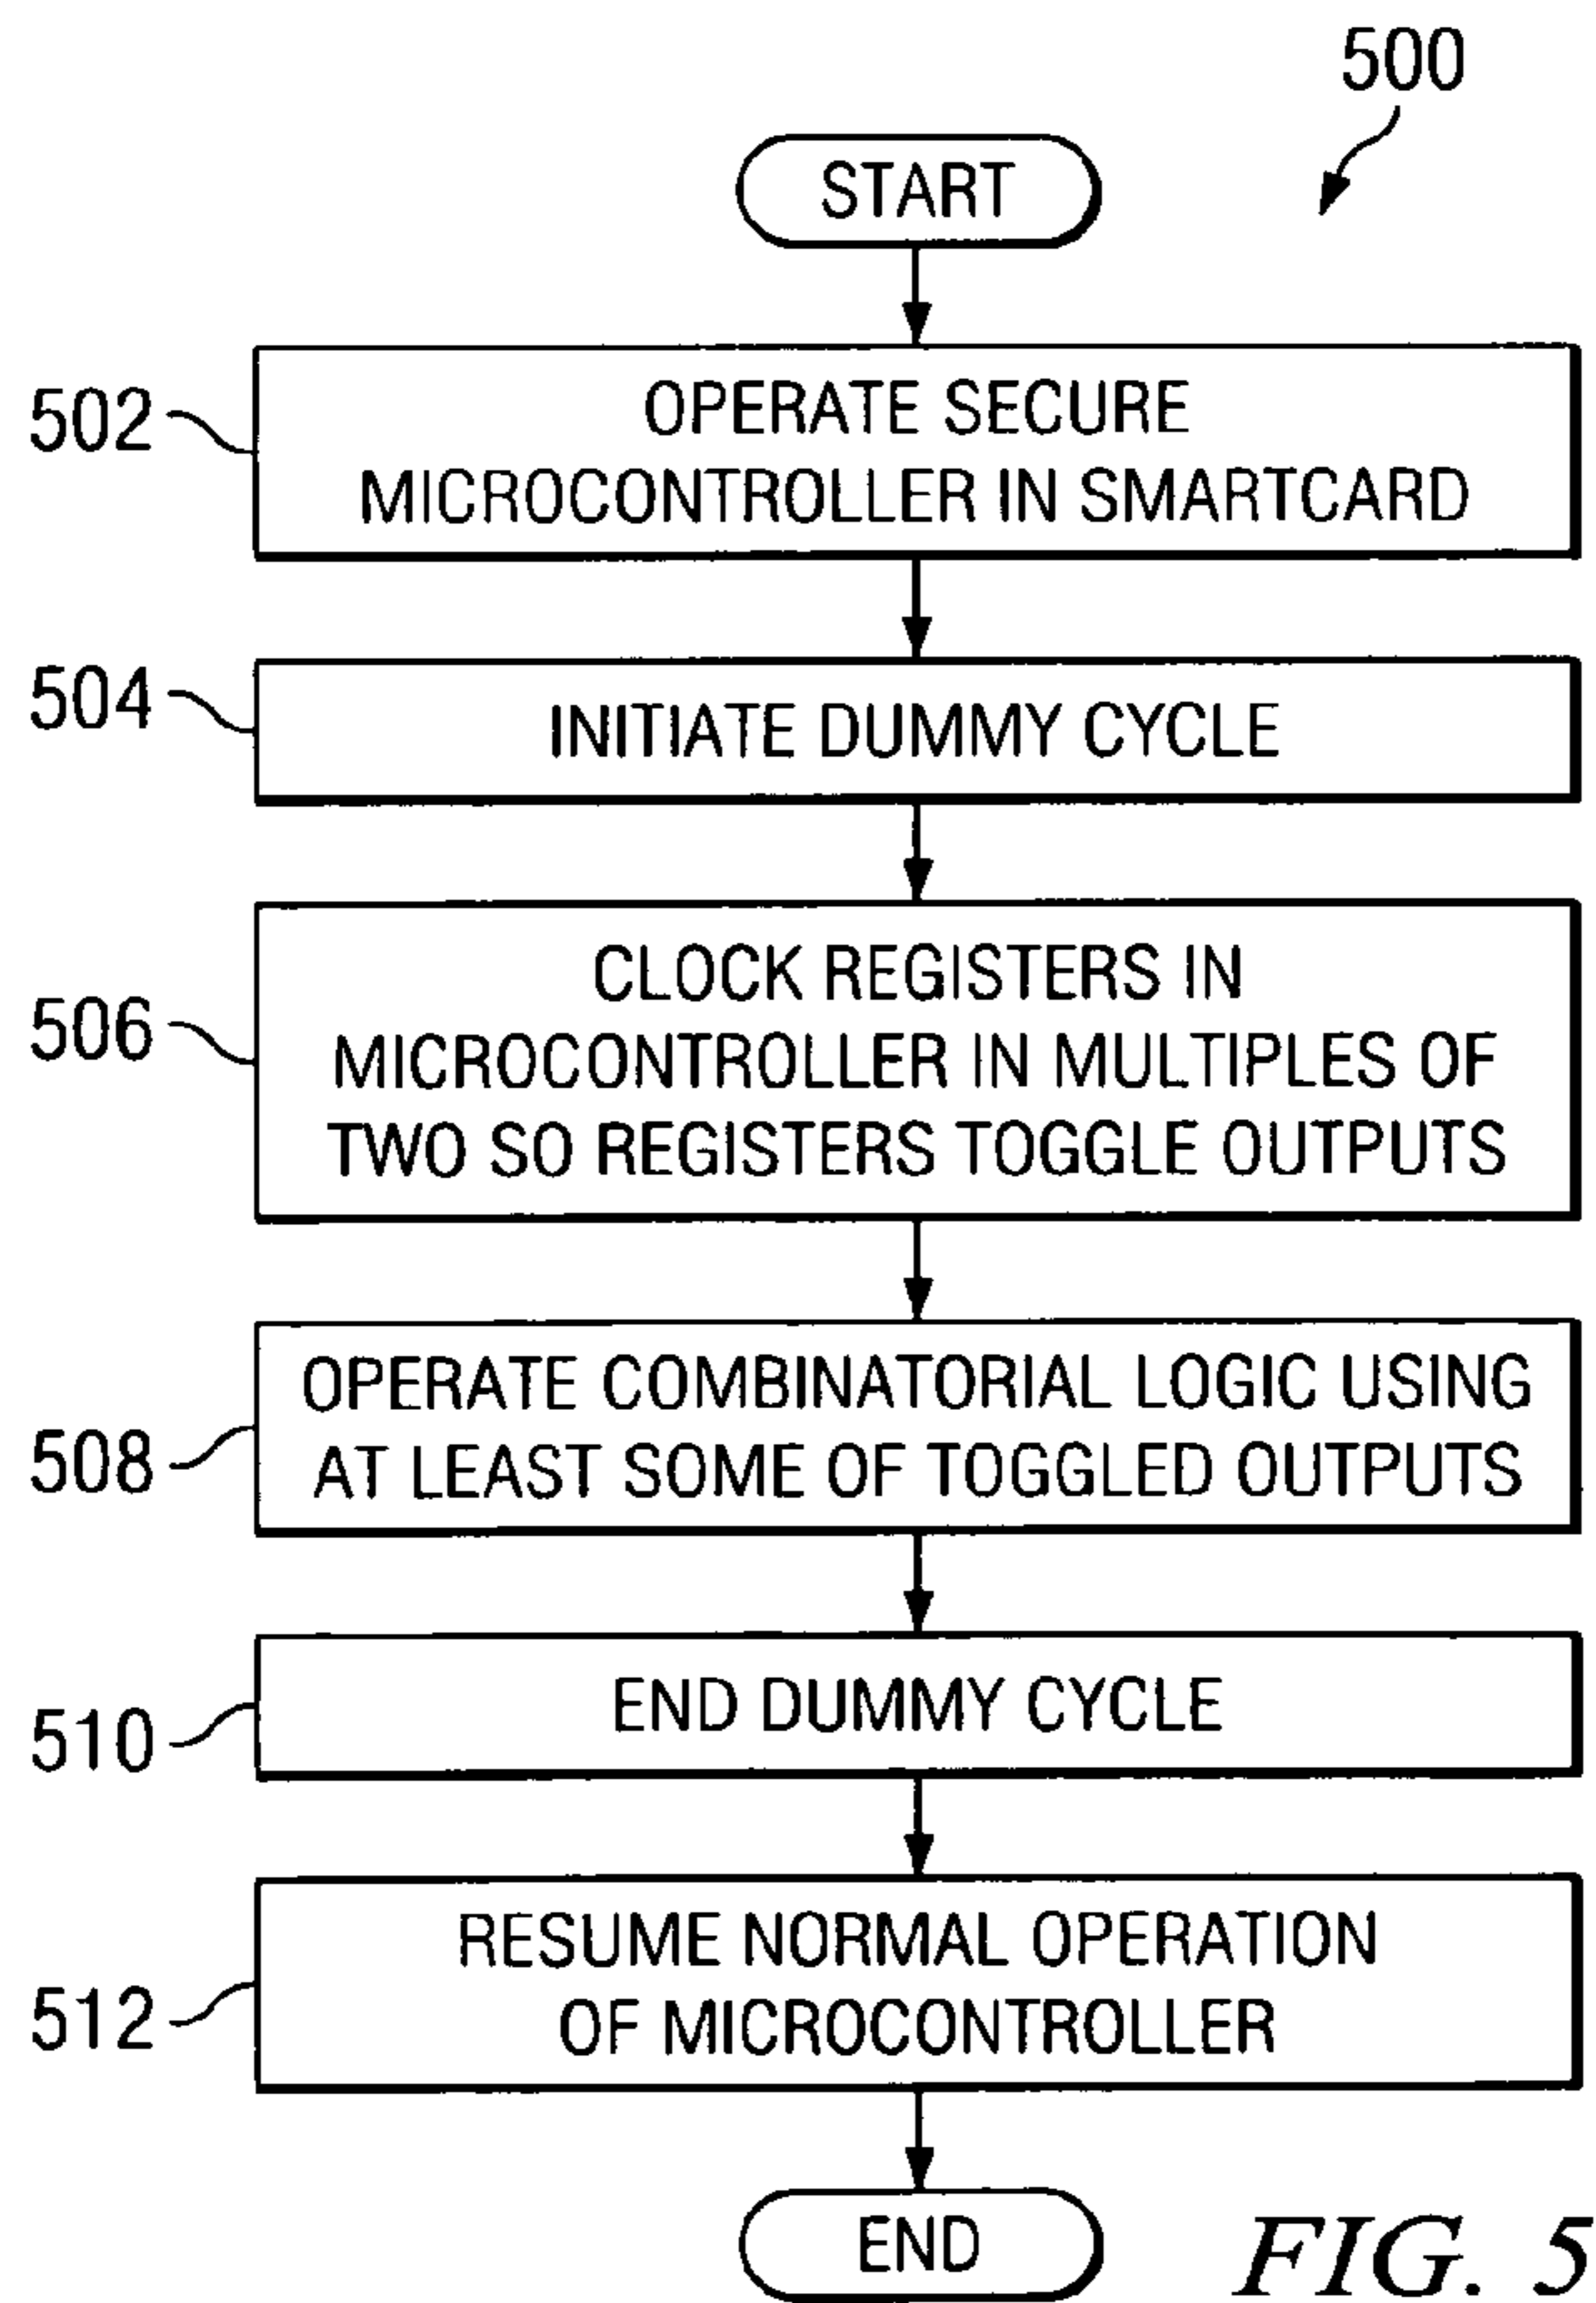 500
START
502
OPERATE SECURE
MICROCONTROLLER IN SMARTCARD
504
INITIATE DUMMY CYCLE
506
CLOCK REGISTERS IN
MICROCONTROLLER IN MULTIPLES OF
TWO SO REGISTERS TOGGLE OUTPUTS
508
OPERATE COMBINATORIAL LOGIC USING
AT LEAST SOME OF TOGGLED OUTPUTS
510
END DUMMY CYCLE
512
RESUME NORMAL OPERATION
OF MICROCONTROLLER
END
FIG. 5